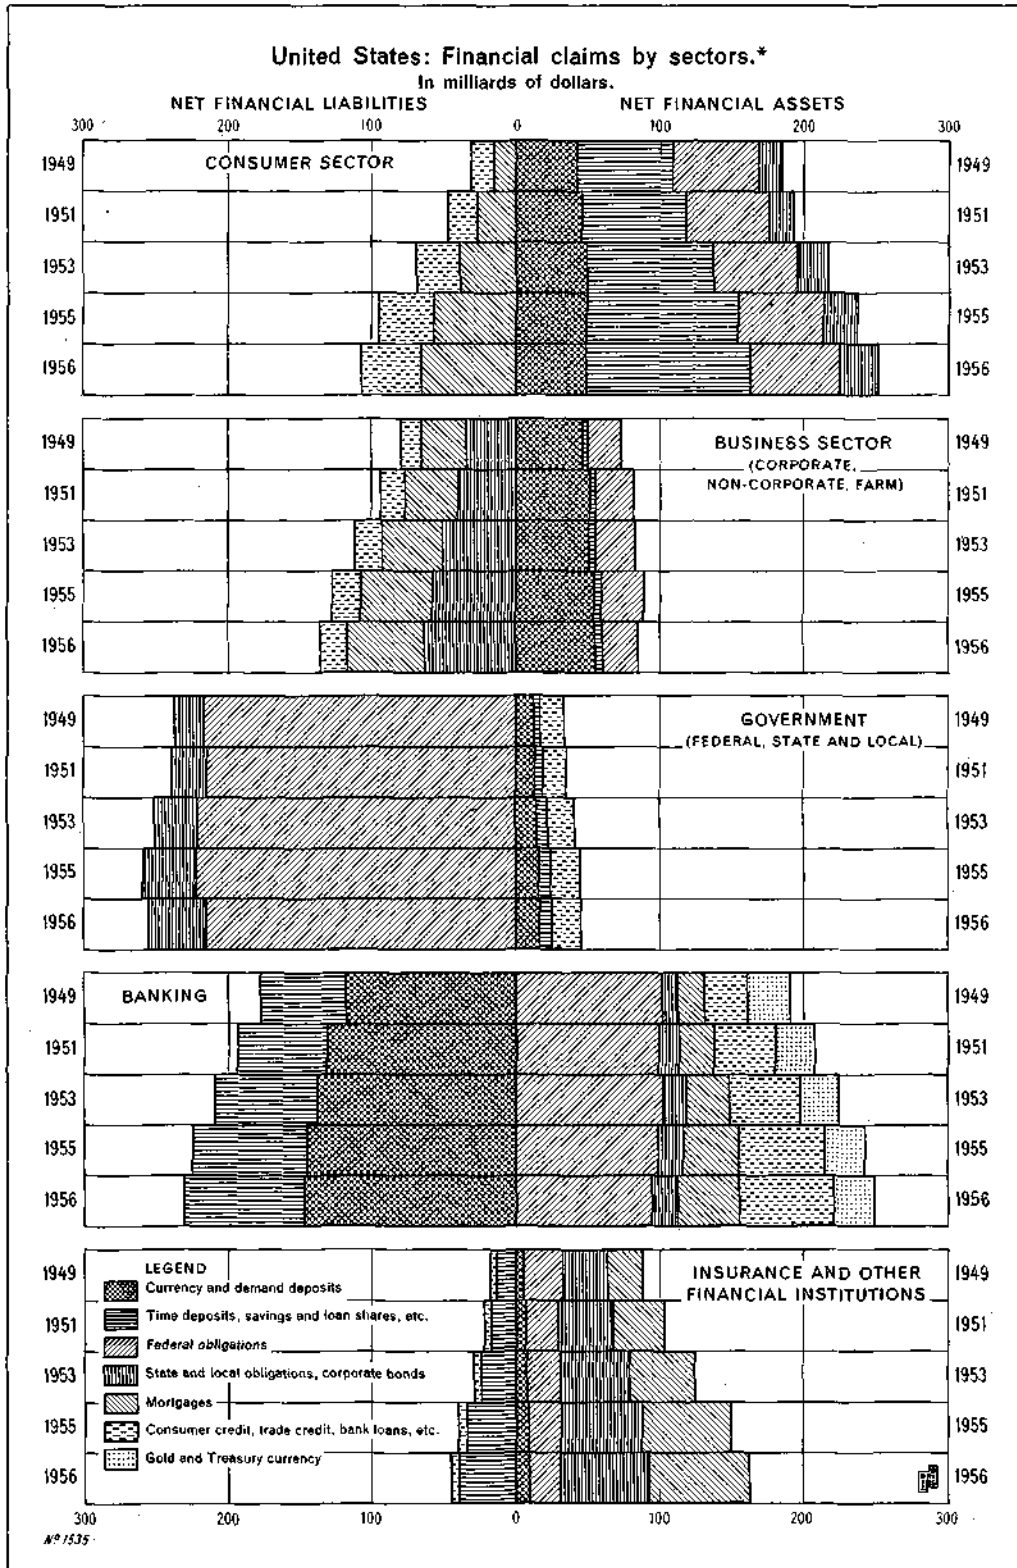 United States: Financial claims by sectors.*
In milliards of dollars.
NET FINANCIAL LIABILITIES NET FINANCIAL ASSETS
300 200 100 0 100 200 300
1949 CONSUMER SECTOR 1949
1951 1951
1953 1953
1955 1955
1956 1956
1949 BUSINESS SECTOR 1949
(CORPORATE,
1951 NON-CORPORATE, FARM) 1951
1953 1953
1955 1955
1956 1956
1949 GOVERNMENT 1949
(FEDERAL, STATE AND LOCAL)
1951 1951
1953 1953
1955 1955
1956 1956
1949 BANKING 1949
1951 1951
1953 1953
1955 1955
1956 1956
1949 LEGEND INSURANCE AND OTHER 1949
Currency and demand deposits FINANCIAL INSTITUTIONS
1951 Time deposits, savings and loan shares, etc. 1951
Federal obligations
1953 State and local obligations, corporate bonds 1953
Mortgages
1955 Consumer credit, trade credit, bank loans, etc. 1955
Gold and Treasury currency
1956 1956
300 200 100 0 100 200 300
Nº 1535